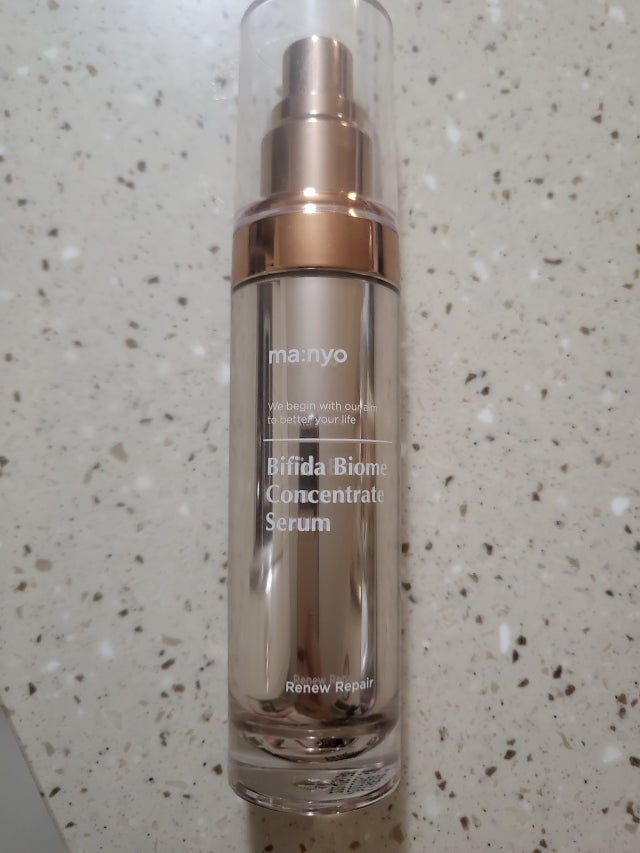 ma:nyo
We begin with our aim
to better your life
Bifida Biome
Concentrate
Serum
Renew Repair